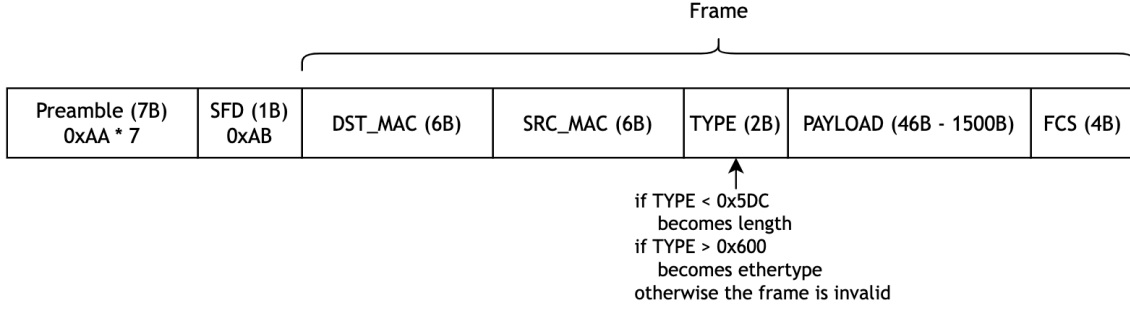 Frame
Preamble (7B)
0xAA * 7
SFD (1B)
0xAB
DST_MAC (6B)
SRC_MAC (6B)
TYPE (2B)
PAYLOAD (46B - 1500B)
FCS (4B)
if TYPE < 0x5DC
becomes length
if TYPE > 0x600
becomes ethertype
otherwise the frame is invalid